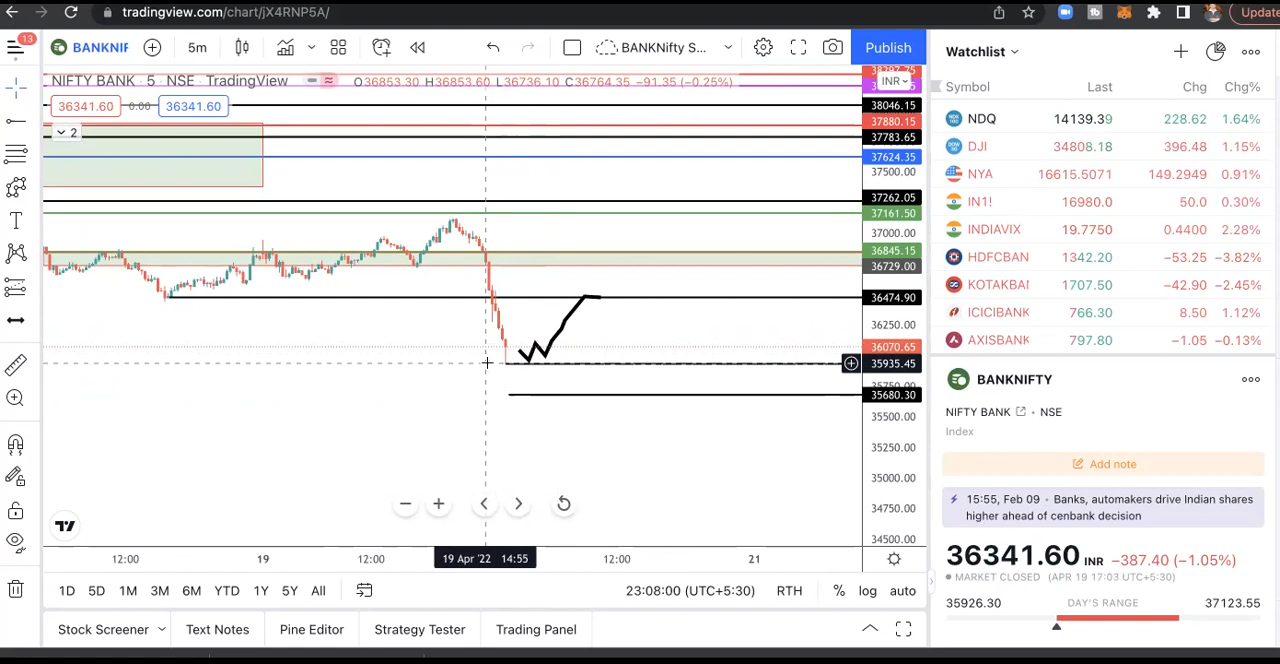 tradingview.com/chart/jX4RNP5A/
Update
13
BANKNIF
5m
BANKNifty S...
Publish
NIFTY BANK · 5 · NSE · TradingView
O36853.30 H36853.60 L36736.10 C36764.35 −91.35 (−0.25%)
36341.60 0.00 36341.60
2
INR
38046.15
37880.15
37783.65
37624.35
37500.00
37262.05
37161.50
37000.00
36845.15
36729.00
36474.90
36250.00
36070.65
35935.45
35750.00
35680.30
35500.00
35250.00
35000.00
34750.00
34500.00
12:00
19
12:00
19 Apr '22 14:55
12:00
21
1D 5D 1M 3M 6M YTD 1Y 5Y All
23:08:00 (UTC+5:30) RTH % log auto
Stock Screener Text Notes Pine Editor Strategy Tester Trading Panel
Watchlist
Symbol Last Chg Chg%
NDQ 14139.39 228.62 1.64%
DJI 34808.18 396.48 1.15%
NYA 16615.5071 149.2949 0.91%
IN1! 16980.0 50.0 0.30%
INDIAVIX 19.7750 0.4400 2.28%
HDFCBAN 1342.20 −53.25 −3.82%
KOTAKBAI 1707.50 −42.90 −2.45%
ICICIBANK 766.30 8.50 1.12%
AXISBANK 797.80 −1.05 −0.13%
BANKNIFTY
NIFTY BANK • NSE
Index
Add note
15:55, Feb 09 • Banks, automakers drive Indian shares
higher ahead of cenbank decision
36341.60 INR −387.40 (−1.05%)
MARKET CLOSED (APR 19 17:03 UTC+5:30)
35926.30 DAY'S RANGE 37123.55